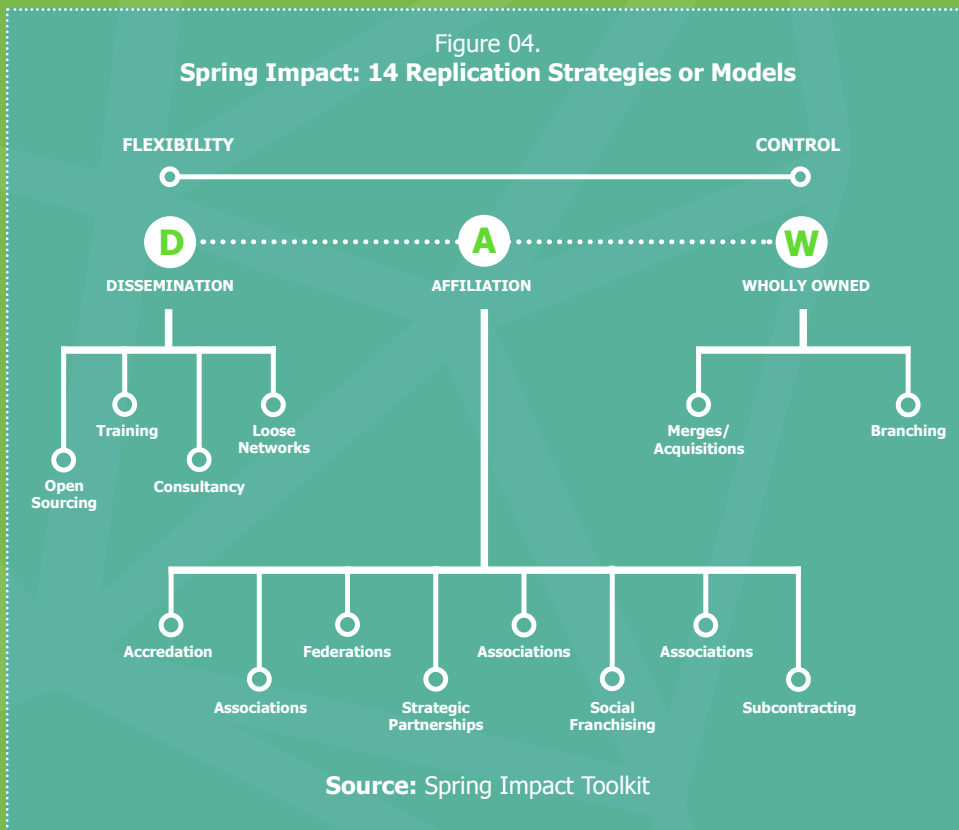 Figure 04.
Spring Impact: 14 Replication Strategies or Models
FLEXIBILITY
CONTROL
D
A
W
DISSEMINATION
AFFILIATION
WHOLLY OWNED
Open
Sourcing
Training
Consultancy
Loose
Networks
Merges/
Acquisitions
Branching
Accredation
Associations
Federations
Strategic
Partnerships
Associations
Social
Franchising
Associations
Subcontracting
Source: Spring Impact Toolkit